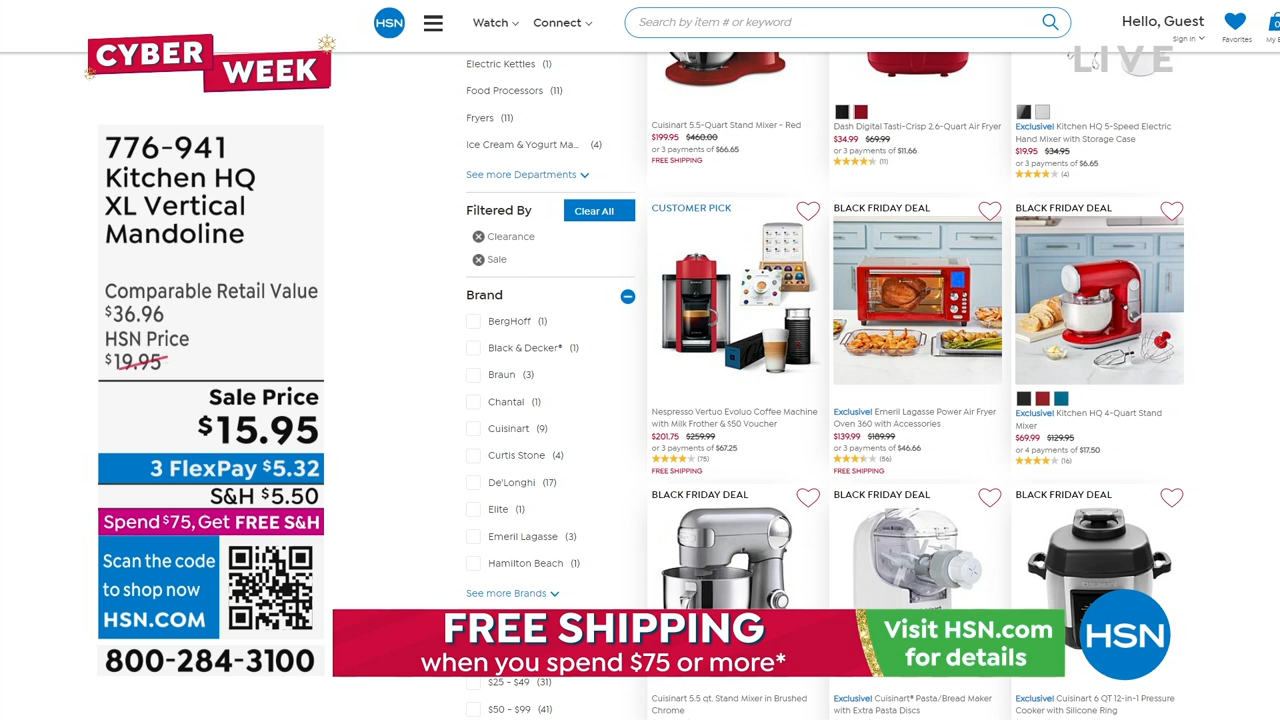 HSN
Watch
Connect
Search by item # or keyword
Hello, Guest
Sign in
Favorites
CYBER
WEEK
LIVE
776-941
Kitchen HQ
XL Vertical
Mandoline
Comparable Retail Value
$36.96
HSN Price
$19.95
Sale Price
$15.95
3 FlexPay $5.32
S&H $5.50
Spend $75, Get FREE S&H
Scan the code
to shop now
HSN.COM
800-284-3100
Electric Kettles (1)
Food Processors (11)
Fryers (11)
Ice Cream & Yogurt Ma... (4)
See more Departments
Filtered By
Clear All
Clearance
Sale
Brand
BergHoff (1)
Black & Decker® (1)
Braun (3)
Chantal (1)
Cuisinart (9)
Curtis Stone (4)
De'Longhi (17)
Elite (1)
Emeril Lagasse (3)
Hamilton Beach (1)
See more Brands
$25 - $49 (31)
$50 - $99 (41)
Cuisinart 5.5-Quart Stand Mixer - Red
$199.95 $460.00
or 3 payments of $66.65
FREE SHIPPING
Dash Digital Tasti-Crisp 2.6-Quart Air Fryer
$34.99 $69.99
or 3 payments of $11.66
(11)
Exclusive! Kitchen HQ 5-Speed Electric
Hand Mixer with Storage Case
$19.95 $34.95
or 3 payments of $6.65
(4)
CUSTOMER PICK
Nespresso Vertuo Evoluo Coffee Machine
with Milk Frother & $50 Voucher
$201.75 $259.99
or 3 payments of $67.25
(75)
FREE SHIPPING
BLACK FRIDAY DEAL
Exclusive! Emeril Lagasse Power Air Fryer
Oven 360 with Accessories
$139.99 $189.99
or 3 payments of $46.66
(56)
FREE SHIPPING
BLACK FRIDAY DEAL
Exclusive! Kitchen HQ 4-Quart Stand
Mixer
$69.99 $129.95
or 4 payments of $17.50
(16)
BLACK FRIDAY DEAL
Cuisinart 5.5 qt. Stand Mixer in Brushed
Chrome
BLACK FRIDAY DEAL
Exclusive! Cuisinart® Pasta/Bread Maker
with Extra Pasta Discs
BLACK FRIDAY DEAL
Exclusive! Cuisinart 6 QT 12-in-1 Pressure
Cooker with Silicone Ring
FREE SHIPPING
when you spend $75 or more*
Visit HSN.com
for details
HSN